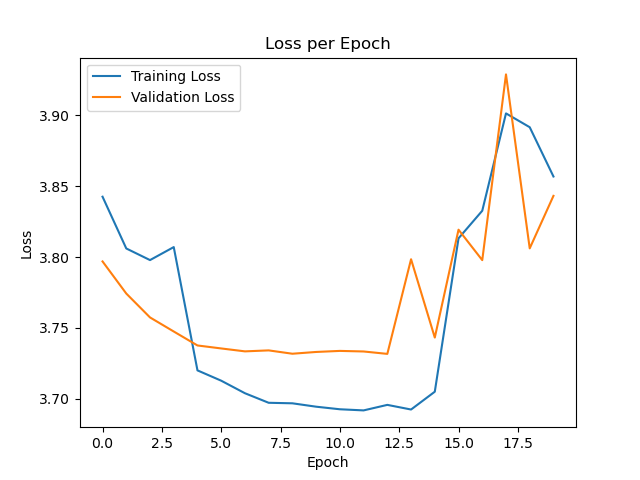 Loss per Epoch
Training Loss
Validation Loss
3.90
3.85
3.80
3.75
3.70
Loss
0.0 2.5 5.0 7.5 10.0 12.5 15.0 17.5
Epoch